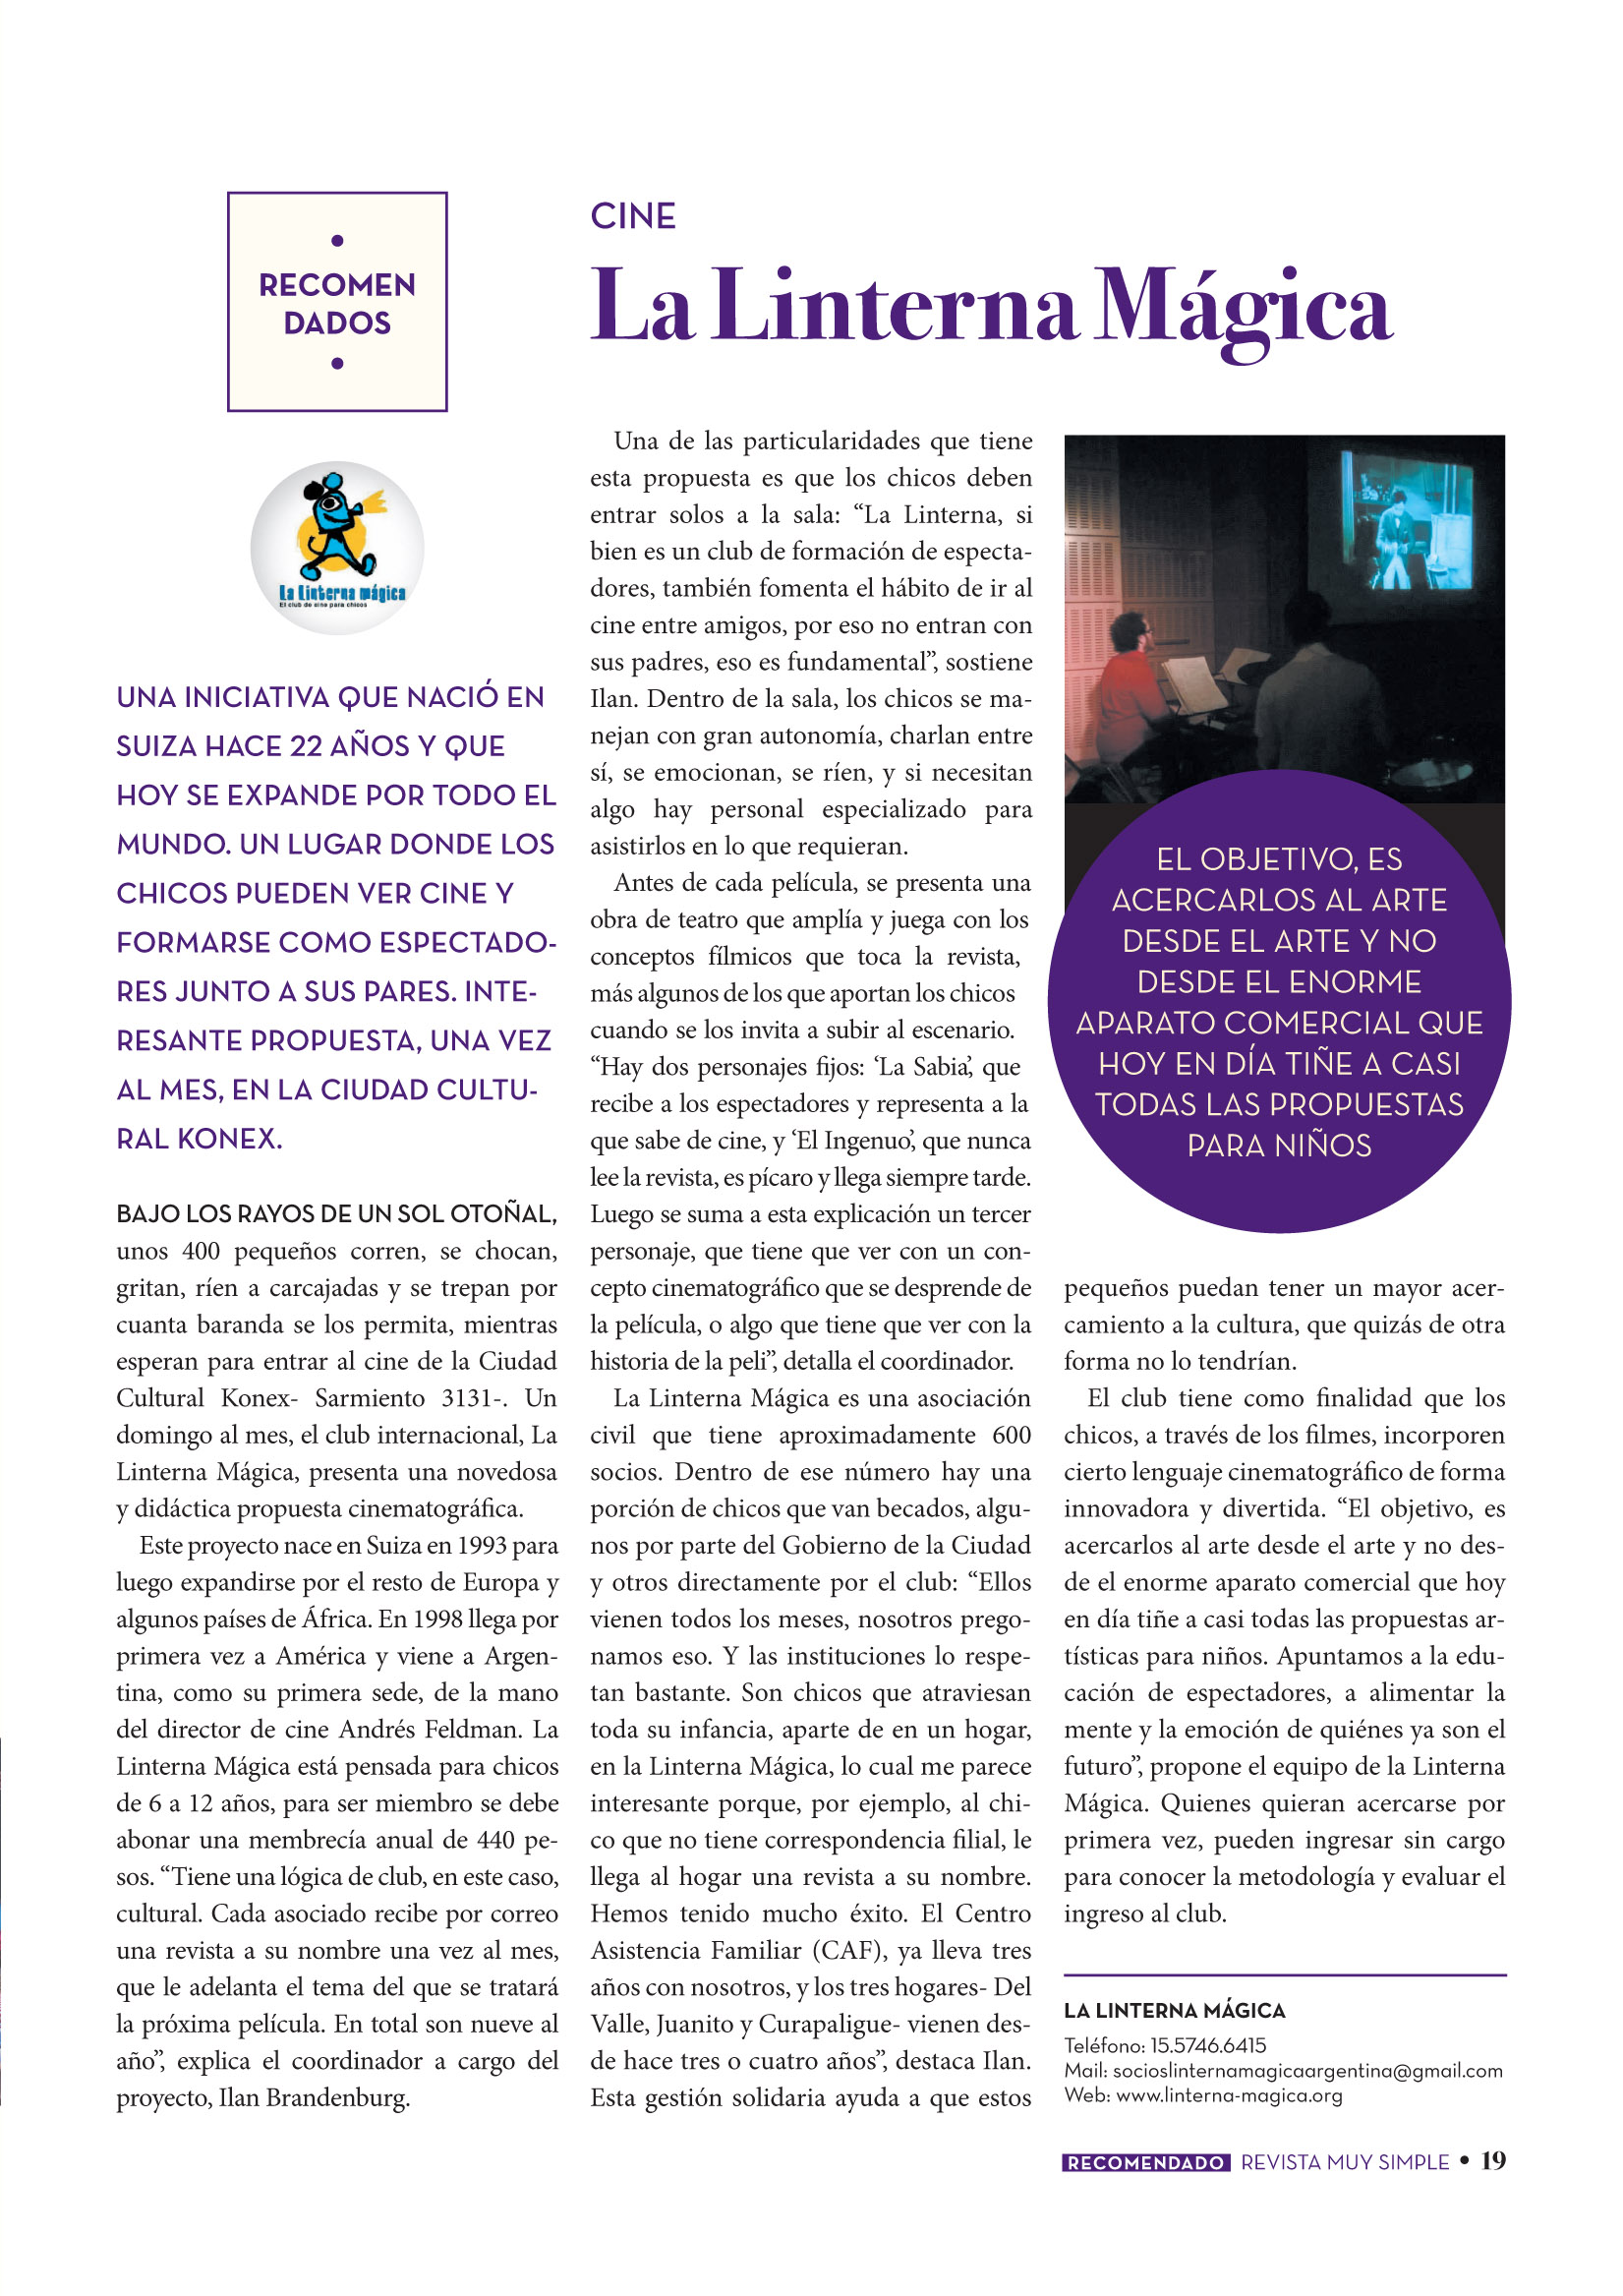 RECOMEN
DADOS
CINE
La Linterna Mágica
La Linterna mágica
El club de cine para chicos
UNA INICIATIVA QUE NACIÓ EN
SUIZA HACE 22 AÑOS Y QUE
HOY SE EXPANDE POR TODO EL
MUNDO. UN LUGAR DONDE LOS
CHICOS PUEDEN VER CINE Y
FORMARSE COMO ESPECTADO-
RES JUNTO A SUS PARES. INTE-
RESANTE PROPUESTA, UNA VEZ
AL MES, EN LA CIUDAD CULTU-
RAL KONEX.
BAJO LOS RAYOS DE UN SOL OTOÑAL,
unos 400 pequeños corren, se chocan,
gritan, ríen a carcajadas y se trepan por
cuanta baranda se los permita, mientras
esperan para entrar al cine de la Ciudad
Cultural Konex- Sarmiento 3131-. Un
domingo al mes, el club internacional, La
Linterna Mágica, presenta una novedosa
y didáctica propuesta cinematográfica.
Este proyecto nace en Suiza en 1993 para
luego expandirse por el resto de Europa y
algunos países de África. En 1998 llega por
primera vez a América y viene a Argen-
tina, como su primera sede, de la mano
del director de cine Andrés Feldman. La
Linterna Mágica está pensada para chicos
de 6 a 12 años, para ser miembro se debe
abonar una membrecía anual de 440 pe-
sos. “Tiene una lógica de club, en este caso,
cultural. Cada asociado recibe por correo
una revista a su nombre una vez al mes,
que le adelanta el tema del que se tratará
la próxima película. En total son nueve al
año”, explica el coordinador a cargo del
proyecto, Ilan Brandenburg.
Una de las particularidades que tiene
esta propuesta es que los chicos deben
entrar solos a la sala: “La Linterna, si
bien es un club de formación de especta-
dores, también fomenta el hábito de ir al
cine entre amigos, por eso no entran con
sus padres, eso es fundamental”, sostiene
Ilan. Dentro de la sala, los chicos se ma-
nejan con gran autonomía, charlan entre
sí, se emocionan, se ríen, y si necesitan
algo hay personal especializado para
asistirlos en lo que requieran.
Antes de cada película, se presenta una
obra de teatro que amplía y juega con los
conceptos fílmicos que toca la revista,
más algunos de los que aportan los chicos
cuando se los invita a subir al escenario.
“Hay dos personajes fijos: ‘La Sabia’, que
recibe a los espectadores y representa a la
que sabe de cine, y ‘El Ingenuo’, que nunca
lee la revista, es pícaro y llega siempre tarde.
Luego se suma a esta explicación un tercer
personaje, que tiene que ver con un con-
cepto cinematográfico que se desprende de
la película, o algo que tiene que ver con la
historia de la peli”, detalla el coordinador.
La Linterna Mágica es una asociación
civil que tiene aproximadamente 600
socios. Dentro de ese número hay una
porción de chicos que van becados, algu-
nos por parte del Gobierno de la Ciudad
y otros directamente por el club: “Ellos
vienen todos los meses, nosotros prego-
namos eso. Y las instituciones lo respe-
tan bastante. Son chicos que atraviesan
toda su infancia, aparte de en un hogar,
en la Linterna Mágica, lo cual me parece
interesante porque, por ejemplo, al chi-
co que no tiene correspondencia filial, le
llega al hogar una revista a su nombre.
Hemos tenido mucho éxito. El Centro
Asistencia Familiar (CAF), ya lleva tres
años con nosotros, y los tres hogares- Del
Valle, Juanito y Curapaligue- vienen des-
de hace tres o cuatro años”, destaca Ilan.
Esta gestión solidaria ayuda a que estos
EL OBJETIVO, ES
ACERCARLOS AL ARTE
DESDE EL ARTE Y NO
DESDE EL ENORME
APARATO COMERCIAL QUE
HOY EN DÍA TIÑE A CASI
TODAS LAS PROPUESTAS
PARA NIÑOS
pequeños puedan tener un mayor acer-
camiento a la cultura, que quizás de otra
forma no lo tendrían.
El club tiene como finalidad que los
chicos, a través de los filmes, incorporen
cierto lenguaje cinematográfico de forma
innovadora y divertida. “El objetivo, es
acercarlos al arte desde el arte y no des-
de el enorme aparato comercial que hoy
en día tiñe a casi todas las propuestas ar-
tísticas para niños. Apuntamos a la edu-
cación de espectadores, a alimentar la
mente y la emoción de quiénes ya son el
futuro”, propone el equipo de la Linterna
Mágica. Quienes quieran acercarse por
primera vez, pueden ingresar sin cargo
para conocer la metodología y evaluar el
ingreso al club.
LA LINTERNA MÁGICA
Teléfono: 15.5746.6415
Mail: socioslinternamagicaargentina@gmail.com
Web: www.linterna-magica.org
RECOMENDADO REVISTA MUY SIMPLE • 19